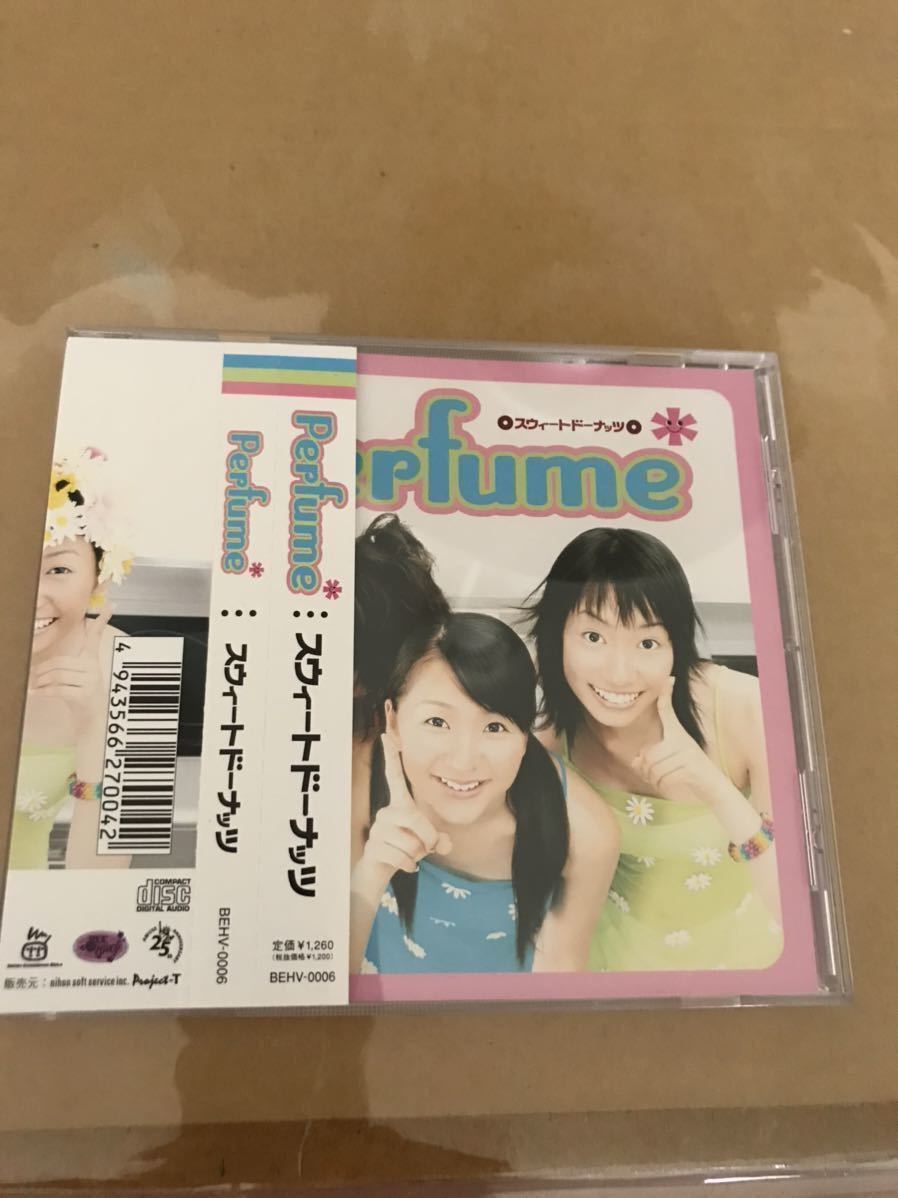 スウィートドーナッツ
erfume
Perfume
スウィートドーナッツ
定価¥1,260
(税抜価格¥1,200)
BEHV-0006
Perfume
スウィートドーナッツ
BEHV-0006
4 943566 270042
COMPACT
disc
DIGITAL AUDIO
25
販売元：nihon soft service inc. Project-T